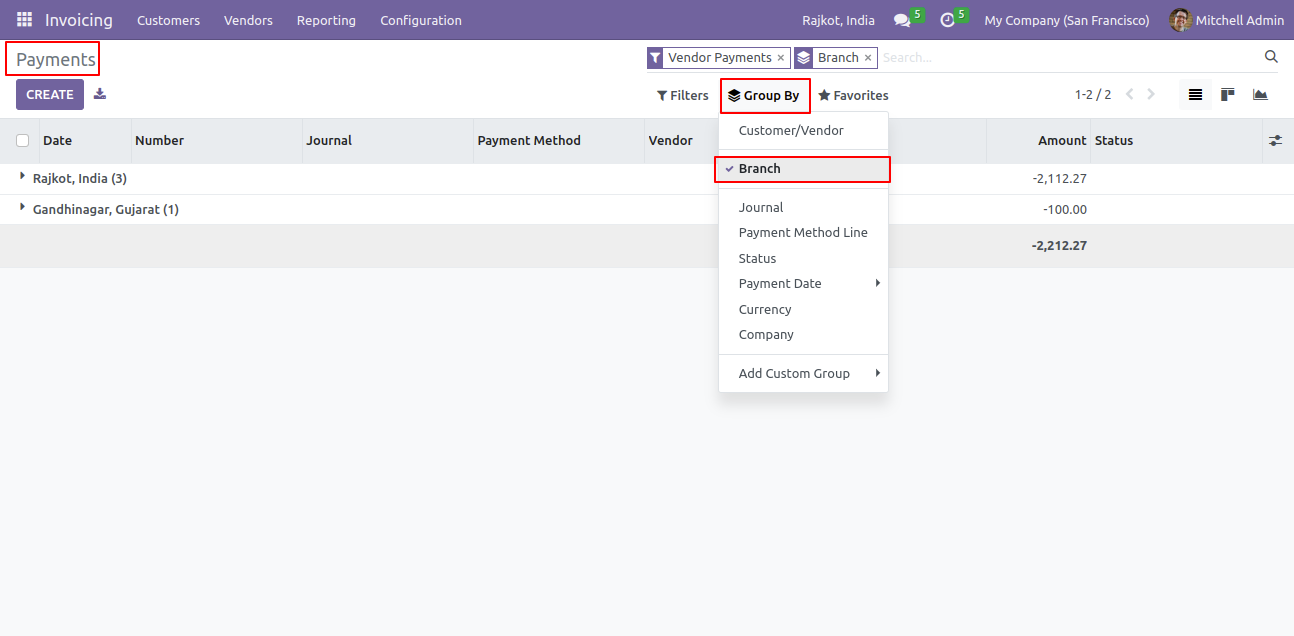 Invoicing Customers Vendors Reporting Configuration Rajkot, India 5 5 My Company (San Francisco) Mitchell Admin
Payments Vendor Payments × Branch × Search...
CREATE Filters Group By Favorites 1-2 / 2
Date Number Journal Payment Method Vendor Amount Status
Rajkot, India (3) -2,112.27
Gandhinagar, Gujarat (1) -100.00
-2,212.27
Customer/Vendor
Branch
Journal
Payment Method Line
Status
Payment Date
Currency
Company
Add Custom Group